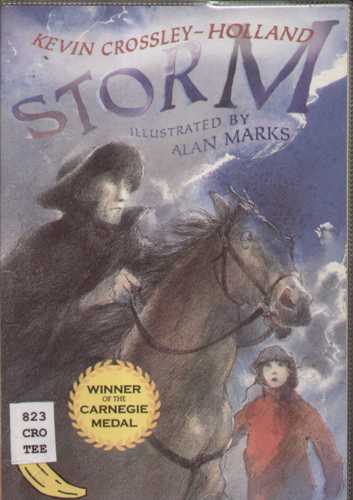 KEVIN CROSSLEY-HOLLAND
STORM
ILLUSTRATED BY
ALAN MARKS
WINNER
OF THE
CARNEGIE
MEDAL
823
CRO
TEE